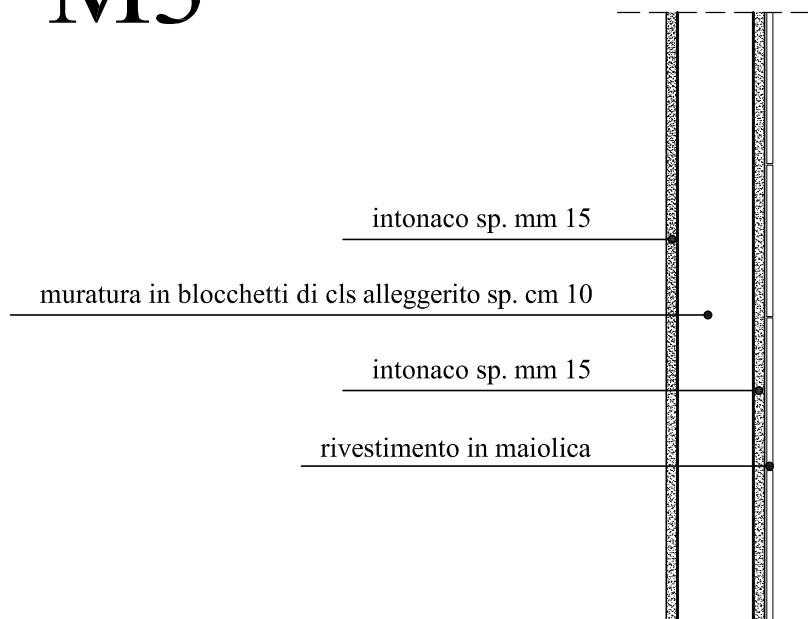 intonaco sp. mm 15
muratura in blocchetti di cls alleggerito sp. cm 10
intonaco sp. mm 15
rivestimento in maiolica